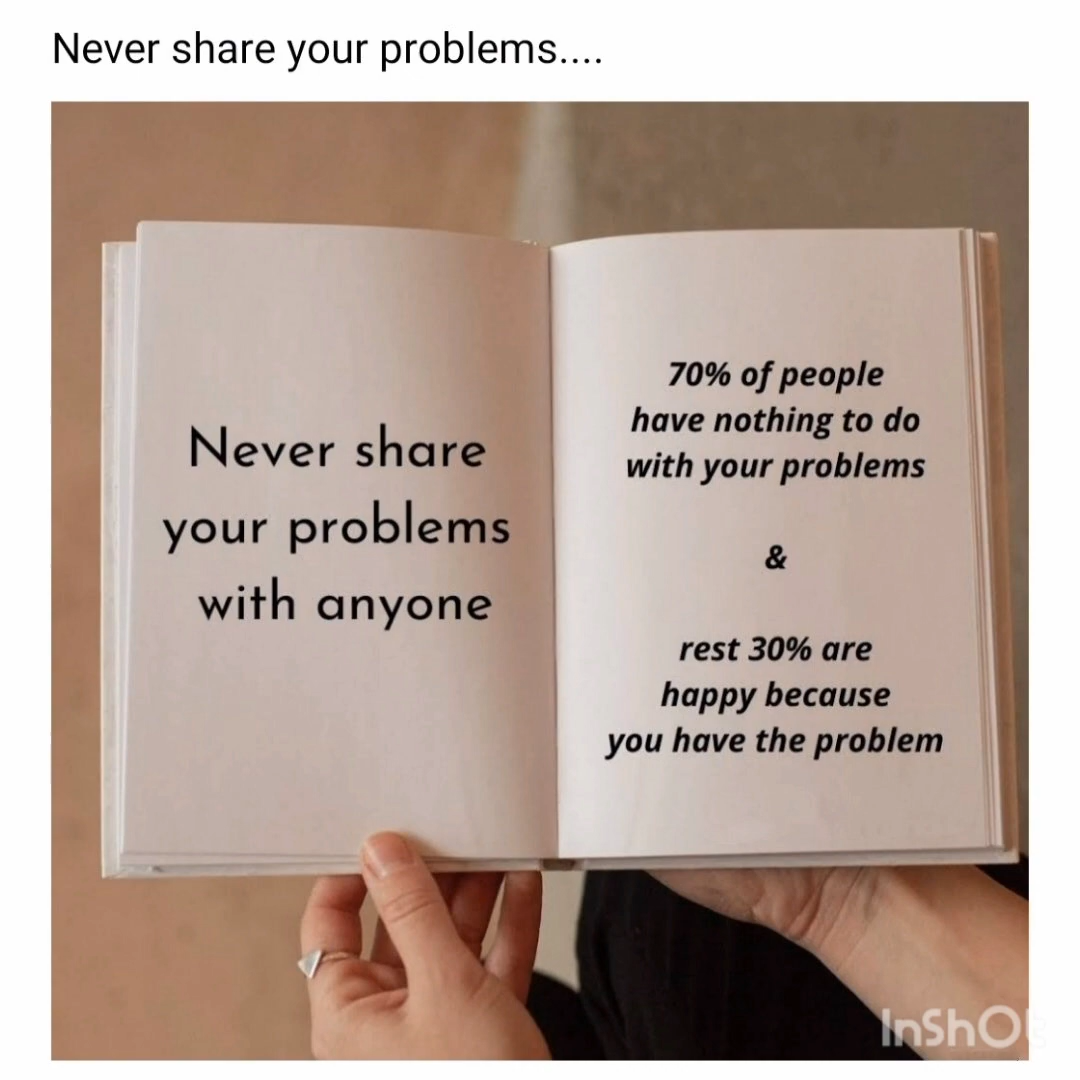 Never share your problems....
Never share
your problems
with anyone
70% of people
have nothing to do
with your problems
&
rest 30% are
happy because
you have the problem
InShOt